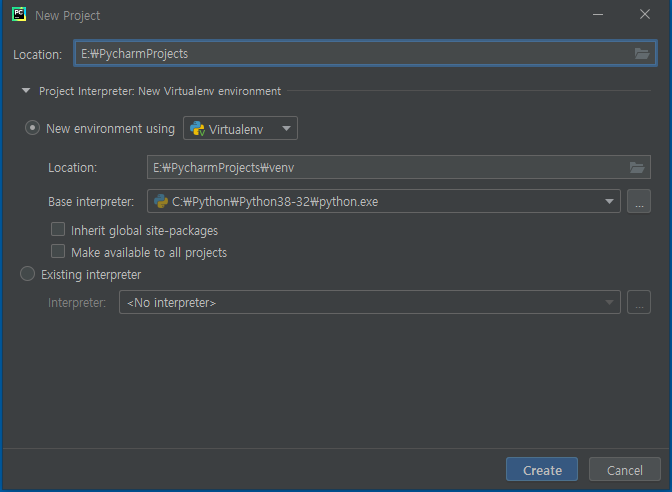 PC
New Project
Location: E:₩PycharmProjects
Project Interpreter: New Virtualenv environment
New environment using Virtualenv
Location: E:₩PycharmProjects₩venv
Base interpreter: C:₩Python₩Python38-32₩python.exe ...
Inherit global site-packages
Make available to all projects
Existing interpreter
Interpreter: <No interpreter> ...
Create Cancel